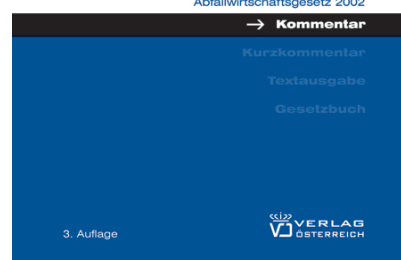 Abfallwirtschaftsgesetz 2002
→ Kommentar
Kurzkommentar
Textausgabe
Gesetzbuch
3. Auflage
VERLAG
ÖSTERREICH